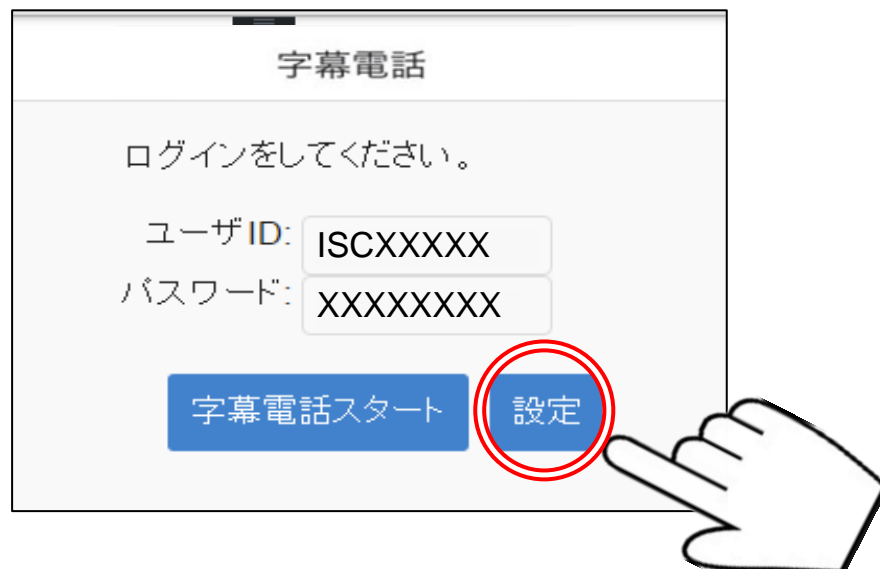 字幕電話
ログインをしてください。
ユーザID: ISCXXXXX
パスワード: XXXXXXXX
字幕電話スタート 設定